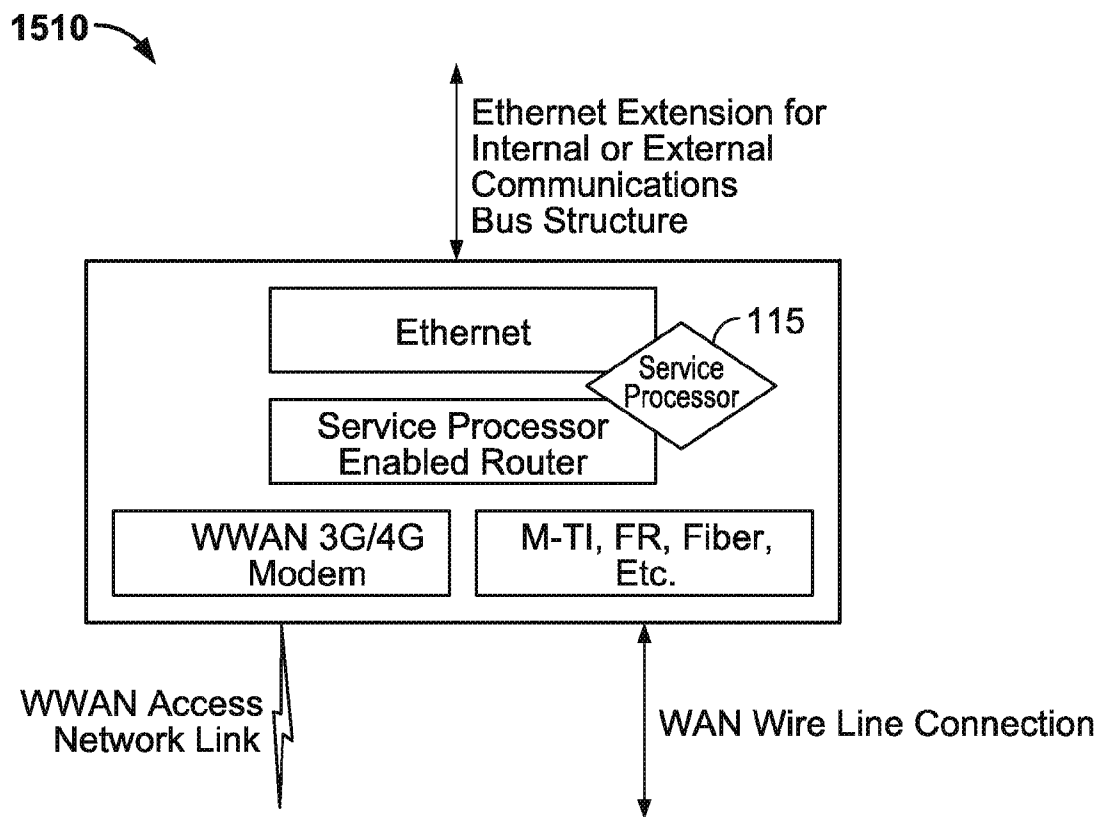 1510
Ethernet Extension for
Internal or External
Communications
Bus Structure
Ethernet
115
Service
Processor
Service Processor
Enabled Router
WWAN 3G/4G
Modem
M-TI, FR, Fiber,
Etc.
WWAN Access
Network Link
WAN Wire Line Connection